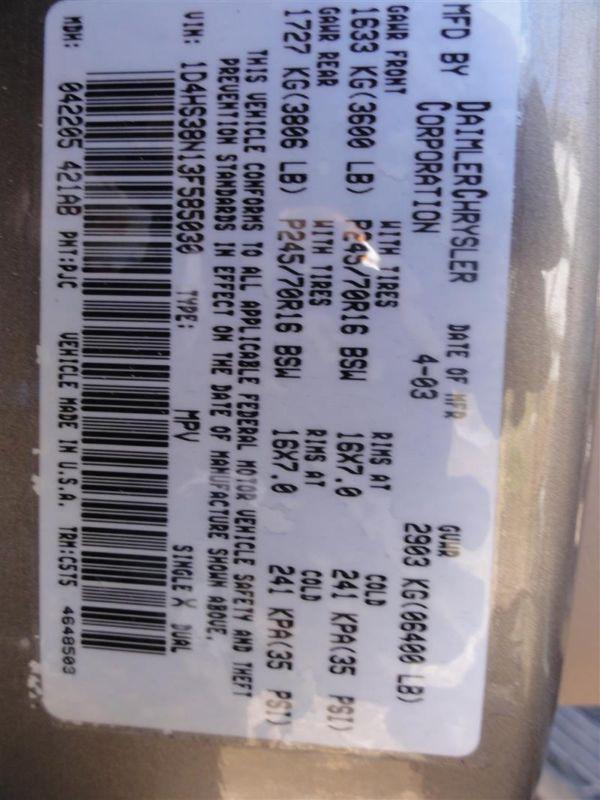 MFD BY DAIMLERCHRYSLER CORPORATION DATE OF MFR 4-03 GVWR 2903 KG(06400 LB)
GAWR FRONT WITH TIRES RIMS AT COLD
1633 KG(3600 LB) P245/70R16 BSW 16X7.0 241 KPA(35 PSI)
GAWR REAR WITH TIRES RIMS AT COLD
1727 KG(3806 LB) P245/70R16 BSW 16X7.0 241 KPA(35 PSI)
THIS VEHICLE CONFORMS TO ALL APPLICABLE FEDERAL MOTOR VEHICLE SAFETY AND THEFT
PREVENTION STANDARDS IN EFFECT ON THE DATE OF MANUFACTURE SHOWN ABOVE.
VIN: 1D4HS38N13F585030 TYPE: MPV SINGLE X DUAL
MDH: 042205 421AB PNT:PJC VEHICLE MADE IN U.S.A. TRM:C5T5 4648503